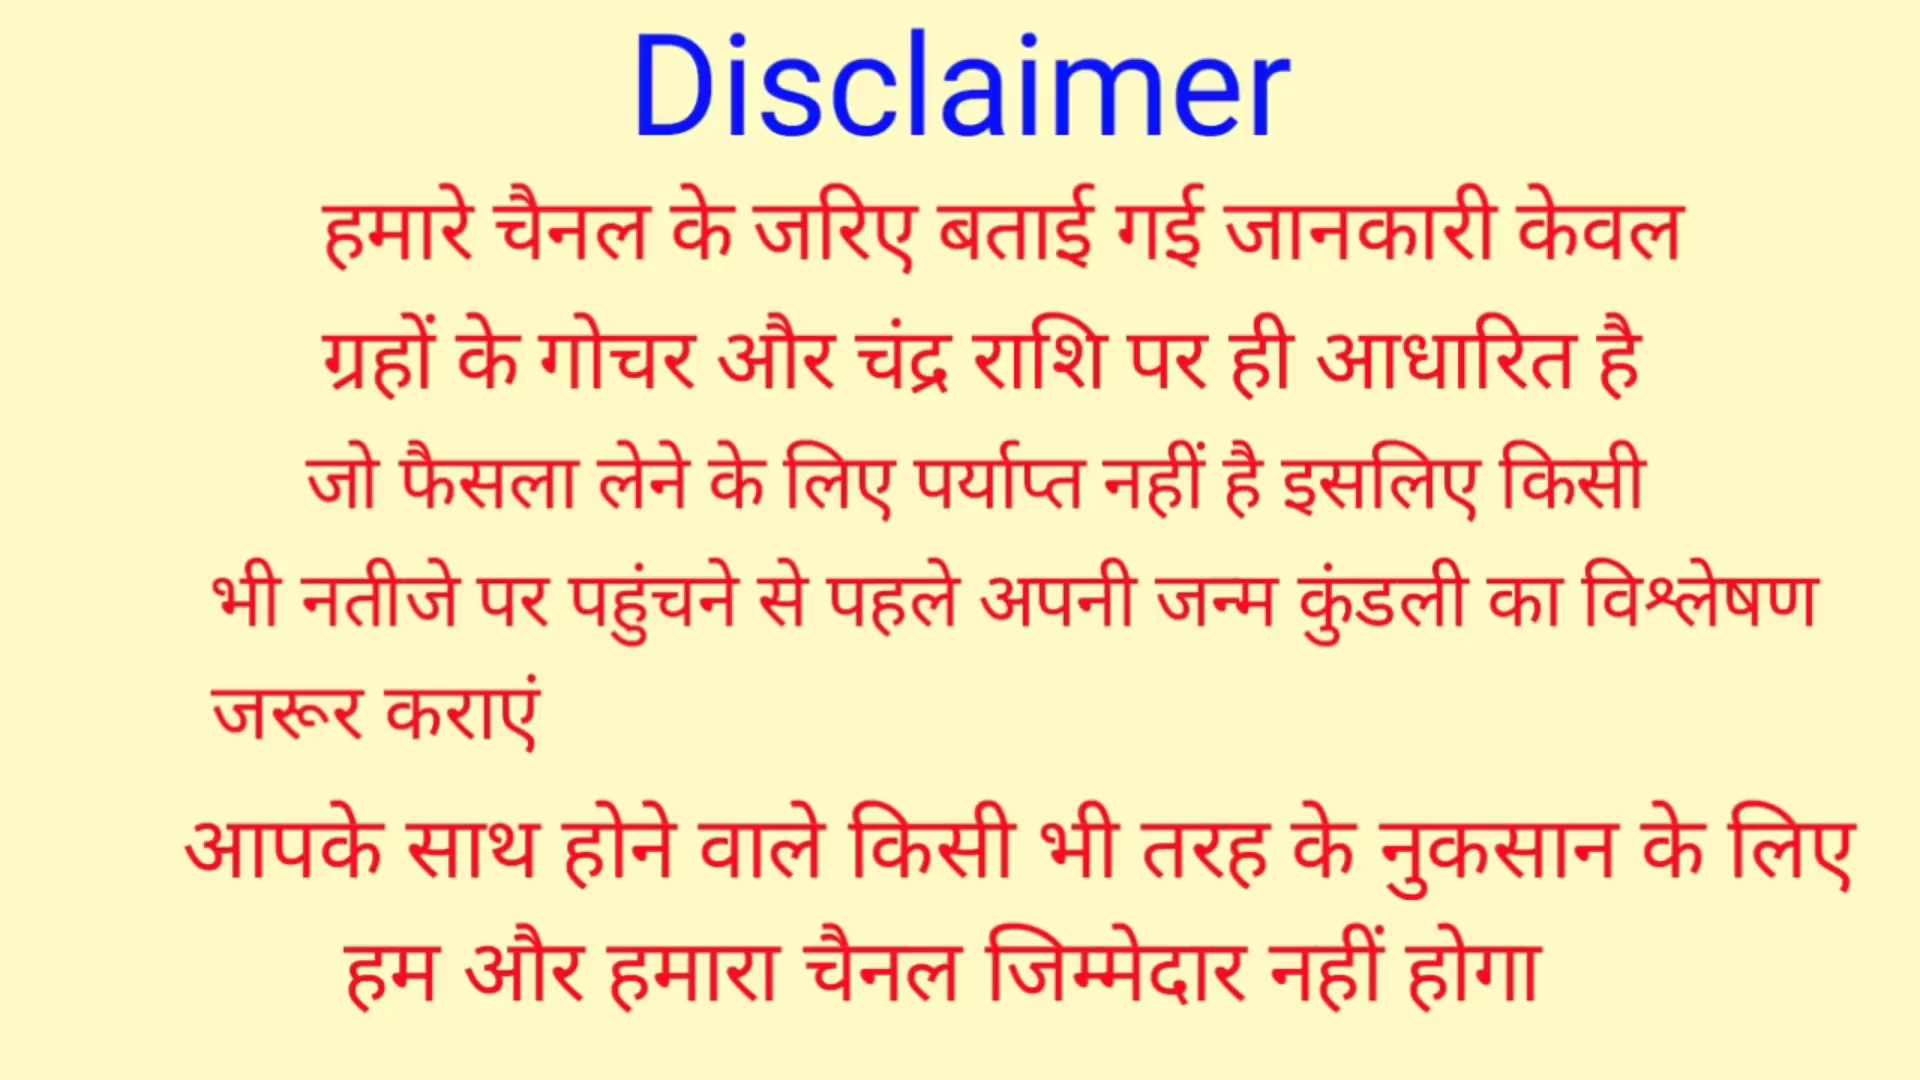 Disclaimer
हमारे चैनल के जरिए बताई गई जानकारी केवल
ग्रहों के गोचर और चंद्र राशि पर ही आधारित है
जो फैसला लेने के लिए पर्याप्त नहीं है इसलिए किसी
भी नतीजे पर पहुंचने से पहले अपनी जन्म कुंडली का विश्लेषण
जरूर कराएं
आपके साथ होने वाले किसी भी तरह के नुकसान के लिए
हम और हमारा चैनल जिम्मेदार नहीं होगा